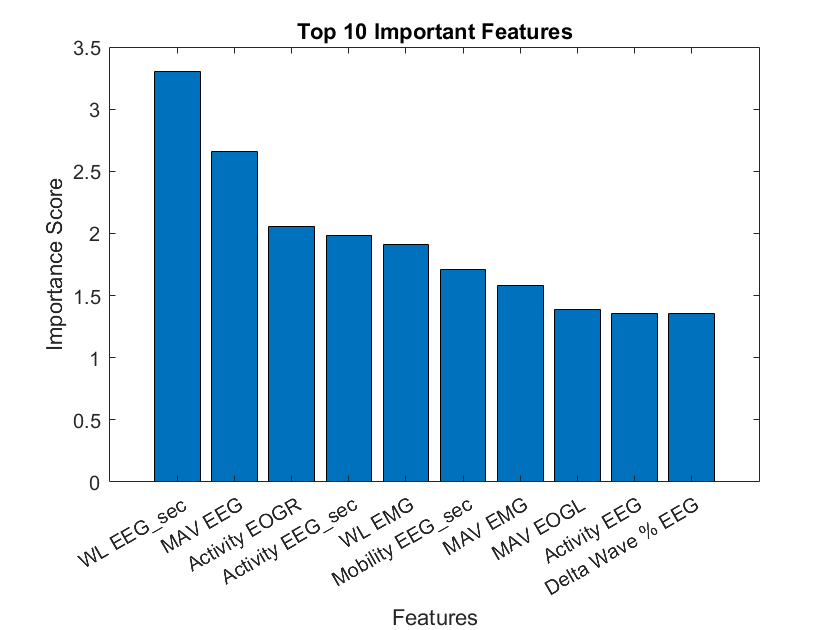 Top 10 Important Features
3.5
3
2.5
2
1.5
1
0.5
0
Importance Score
WL EEG_sec
MAV EEG
Activity EOGR
Activity EEG_sec
WL EMG
Mobility EEG_sec
MAV EMG
MAV EOGL
Activity EEG
Delta Wave % EEG
Features